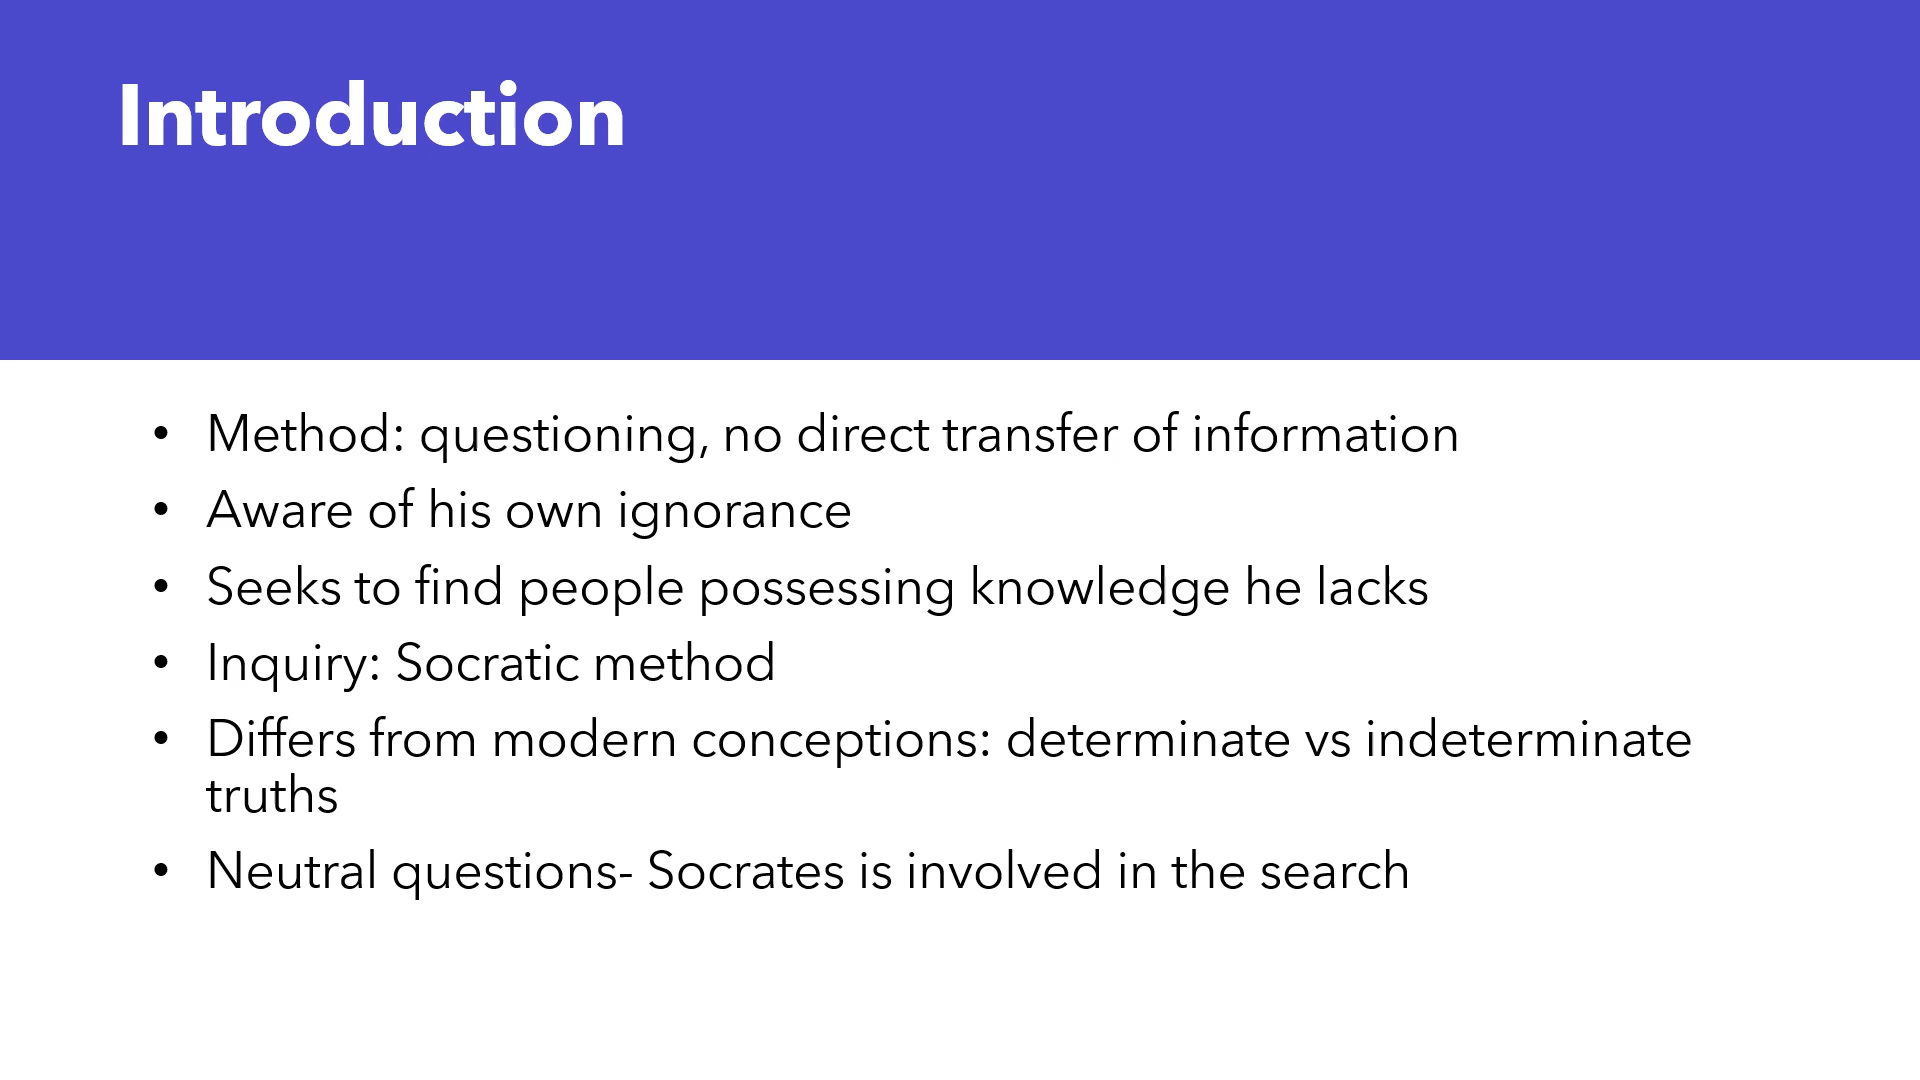 Introduction
• Method: questioning, no direct transfer of information
• Aware of his own ignorance
• Seeks to find people possessing knowledge he lacks
• Inquiry: Socratic method
• Differs from modern conceptions: determinate vs indeterminate
truths
• Neutral questions- Socrates is involved in the search